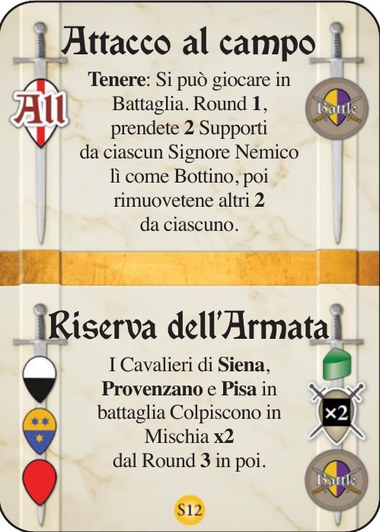 Attacco al campo
Tenere: Si può giocare in
Battaglia. Round 1,
prendete 2 Supporti
da ciascun Signore Nemico
lì come Bottino, poi
rimuovetene altri 2
da ciascuno.
All
Battle
Riserva dell'Armata
I Cavalieri di Siena,
Provenzano e Pisa in
battaglia Colpiscono in
Mischia x2
dal Round 3 in poi.
x2
Battle
S12